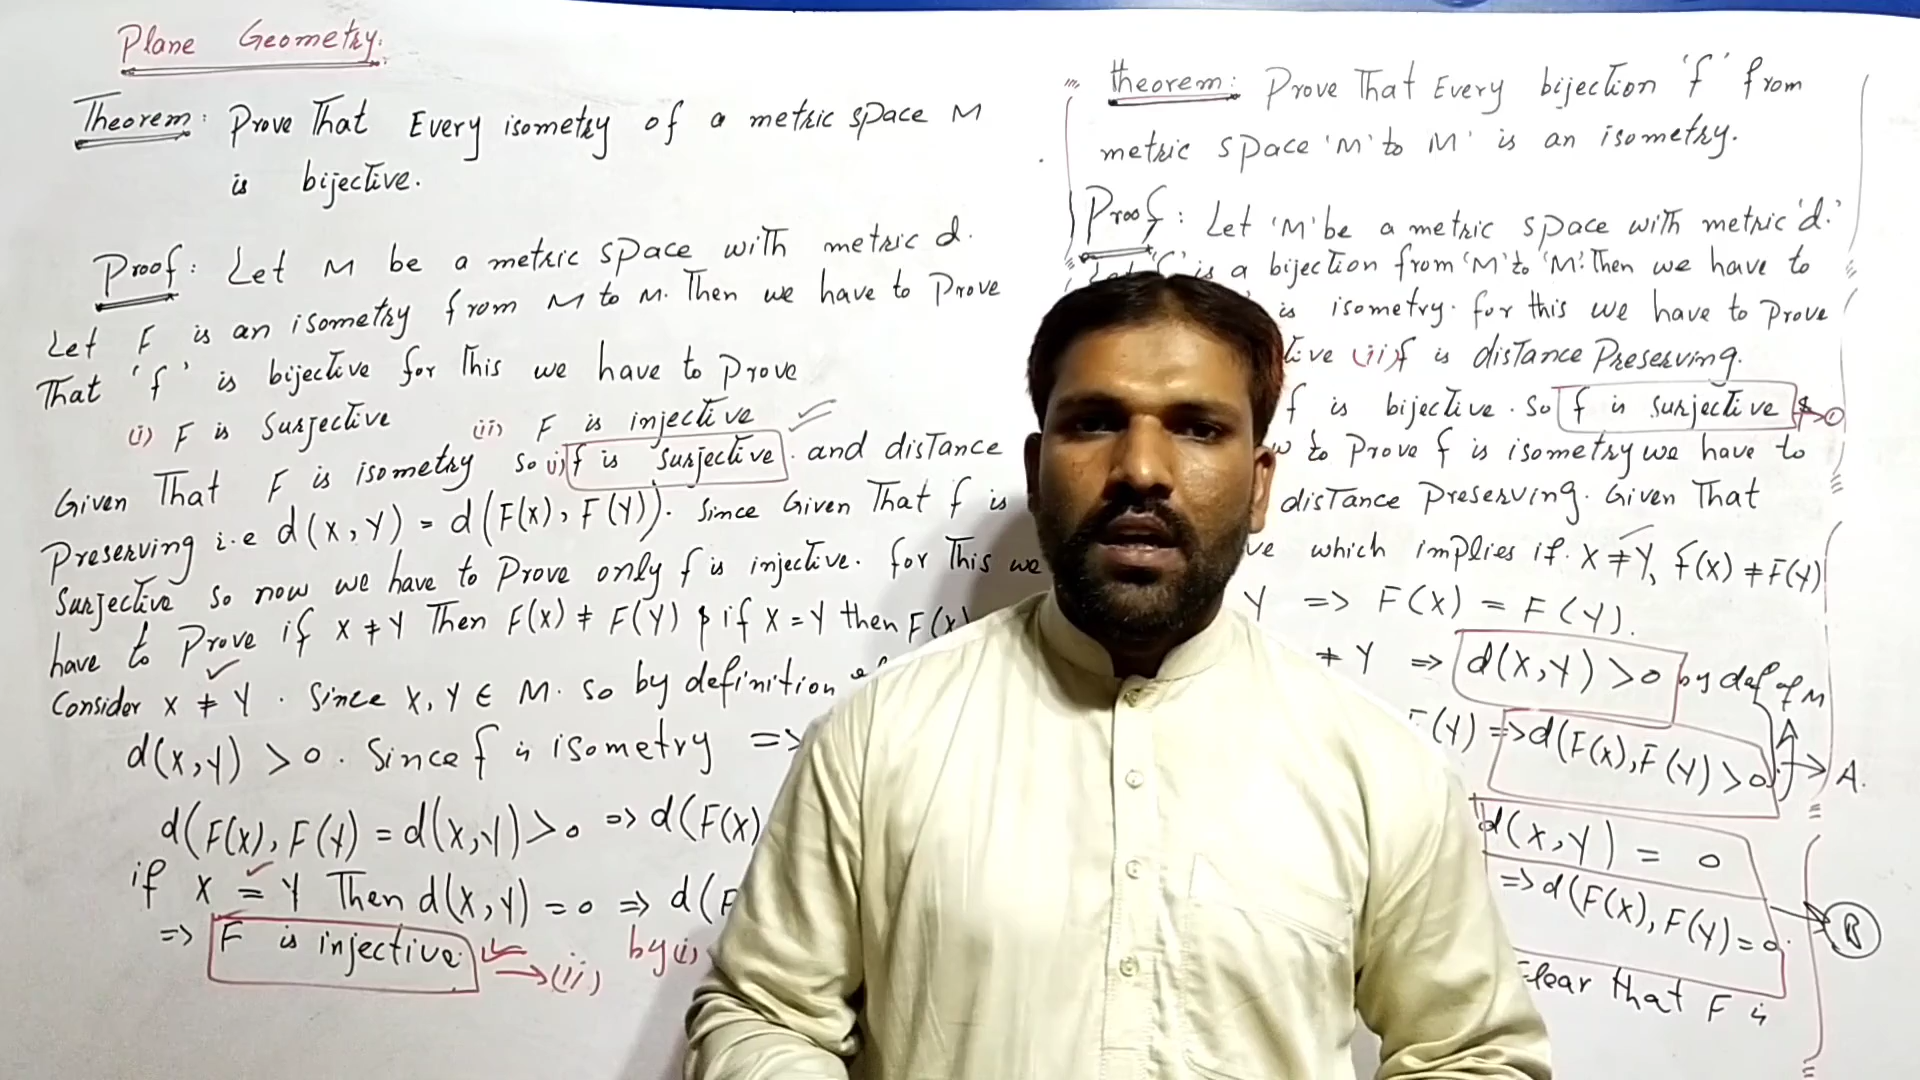 Plane Geometry.
Theorem: Prove That Every isometry of a metric space M
is bijective.
Proof: Let M be a metric space with metric d.
Let F is an isometry from M to M. Then we have to Prove
That 'f' is bijective for This we have to Prove
(i) F is Surjective (ii) F is injective
Given That F is isometry so (i) f is Surjective. and distance
Preserving i.e d(X,Y) = d(F(X), F(Y)). Since Given That f is
Surjective so now we have to Prove only f is injective. for This we
have to Prove if X ≠ Y Then F(X) ≠ F(Y) & if X = Y then F(X)
Consider X ≠ Y. Since X, Y ∈ M. so by definition of
d(X,Y) > 0. Since f is isometry =>
d(F(X), F(Y) = d(X,Y) > 0 => d(F(X)
if X = Y Then d(X,Y) = 0 => d(F
=> F is injective. → (ii) by (i)
theorem: Prove That Every bijection 'f' from
metric space 'M' to M' is an isometry.
Proof: Let 'M' be a metric space with metric 'd.'
Let 'f' is a bijection from 'M' to 'M'. Then we have to
is isometry. for this we have to Prove
tive (ii) f is distance Preserving.
f is bijective. So f is surjective → (i)
to Prove f is isometry we have to
distance Preserving. Given That
ve which implies if X ≠ Y, f(X) ≠ F(Y)
Y => F(X) = F(Y).
≠ Y => d(X,Y) > 0 by def of M
F(Y) => d(F(X), F(Y) > 0. → A.
d(X,Y) = 0
=> d(F(X), F(Y) = 0. → B
clear that F is